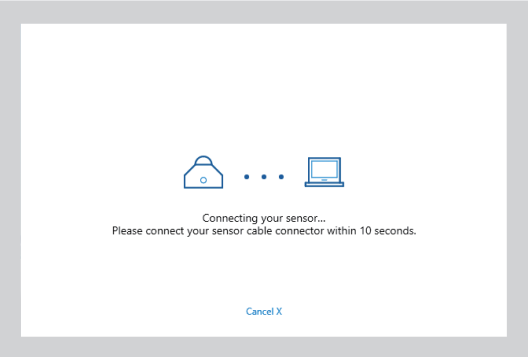 Connecting your sensor...
Please connect your sensor cable connector within 10 seconds.
Cancel X